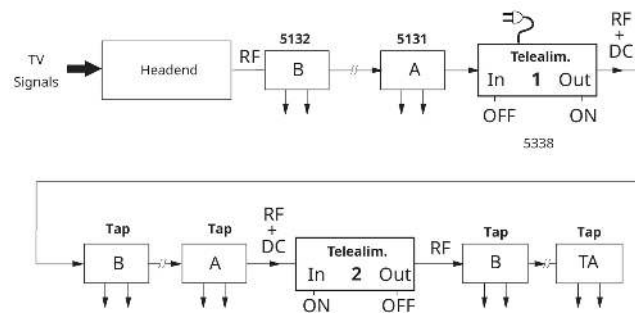 TV
Signals
Headend
RF
5132
B
5131
A
Telealim.
In 1 Out
OFF ON
5338
RF
+
DC
Tap
B
Tap
A
RF
+
DC
Telealim.
In 2 Out
ON OFF
RF
Tap
B
Tap
TA